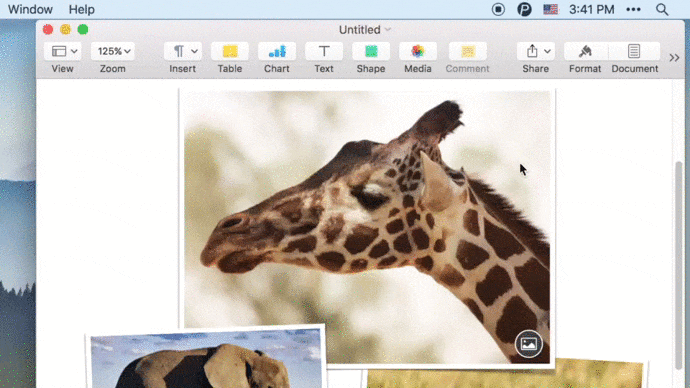 Window Help 3:41 PM
Untitled
125%
View Zoom Insert Table Chart Text Shape Media Comment Share Format Document